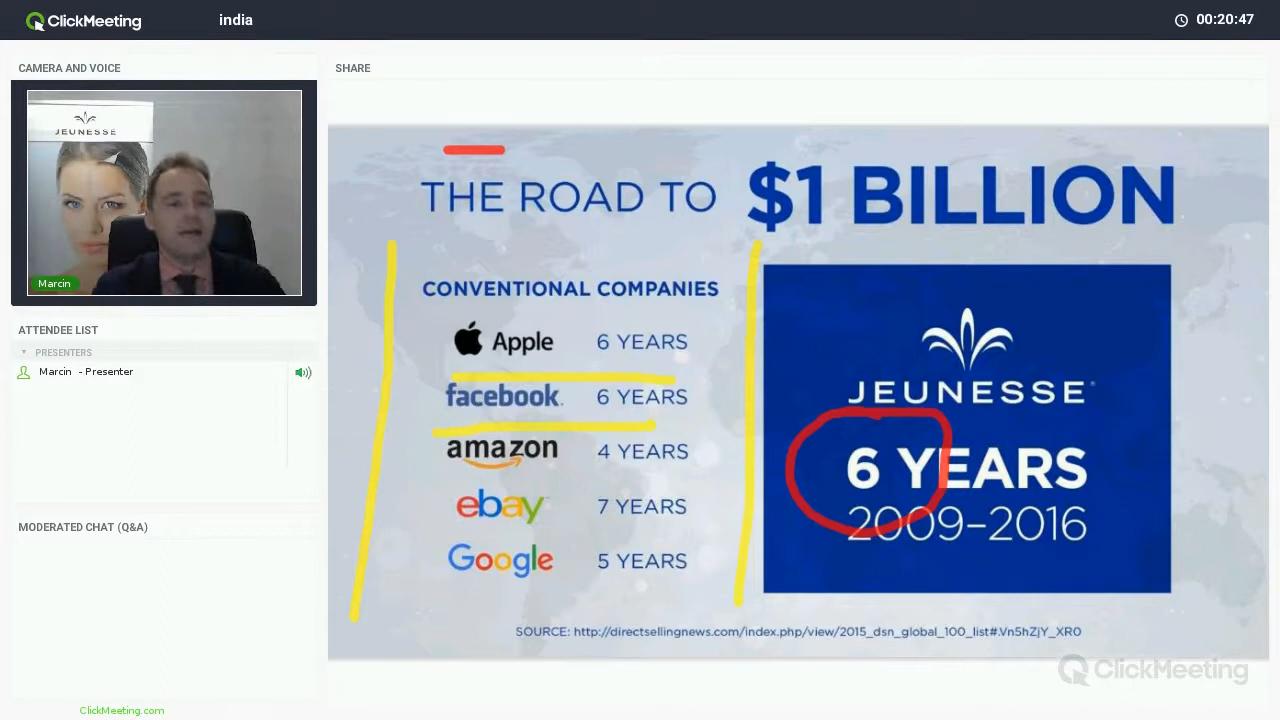 ClickMeeting
india
00:20:47
CAMERA AND VOICE
JEUNESSE
Marcin
ATTENDEE LIST
PRESENTERS
Marcin - Presenter
MODERATED CHAT (Q&A)
ClickMeeting.com
SHARE
THE ROAD TO $1 BILLION
CONVENTIONAL COMPANIES
Apple 6 YEARS
facebook. 6 YEARS
amazon 4 YEARS
ebay 7 YEARS
Google 5 YEARS
JEUNESSE
6 YEARS
2009–2016
SOURCE: http://directsellingnews.com/index.php/view/2015_dsn_global_100_list#.Vn5hZjY_XR0
ClickMeeting